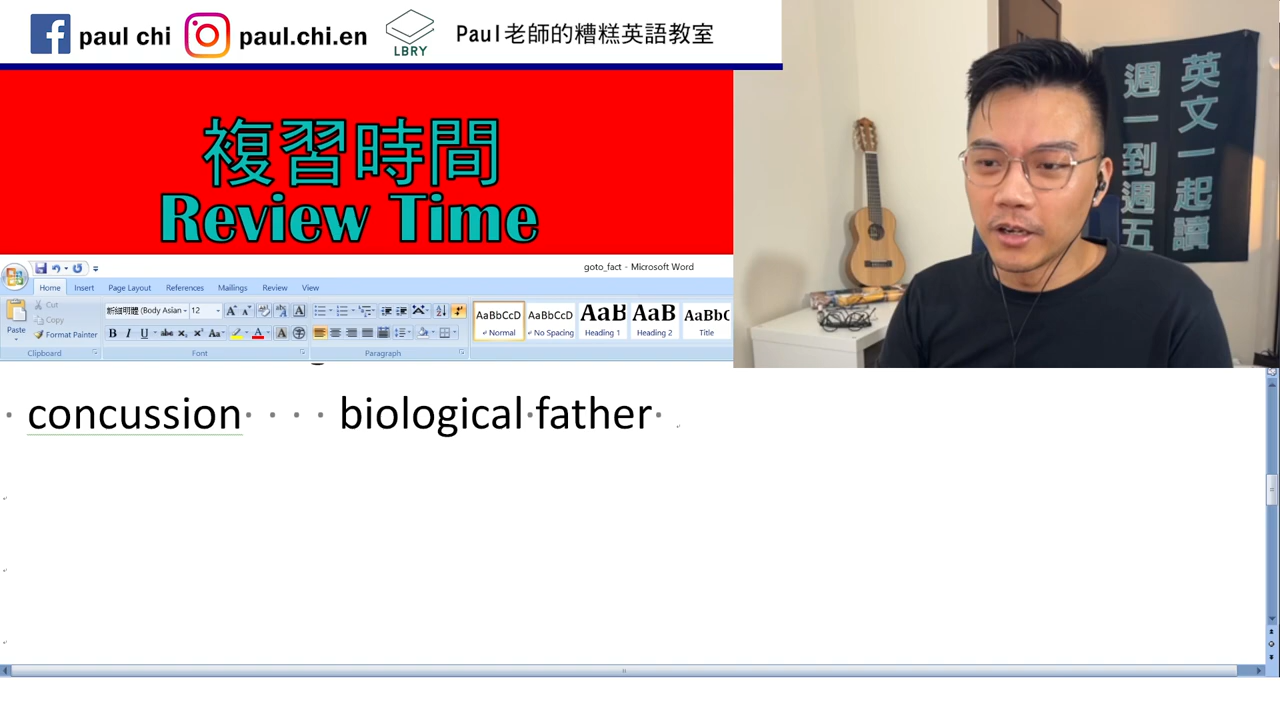 paul chi
paul.chi.en
LBRY
Paul老師的糟糕英語教室
複習時間
Review Time
英文一起讀
週一到週五
goto_fact - Microsoft Word
Home Insert Page Layout References Mailings Review View
Paste
Cut
Copy
Format Painter
Clipboard
新細明體 (Body Asian
12
Font
Paragraph
AaBbCcD AaBbCcD AaB AaB AaBbC
Normal No Spacing Heading 1 Heading 2 Title
concussion biological father